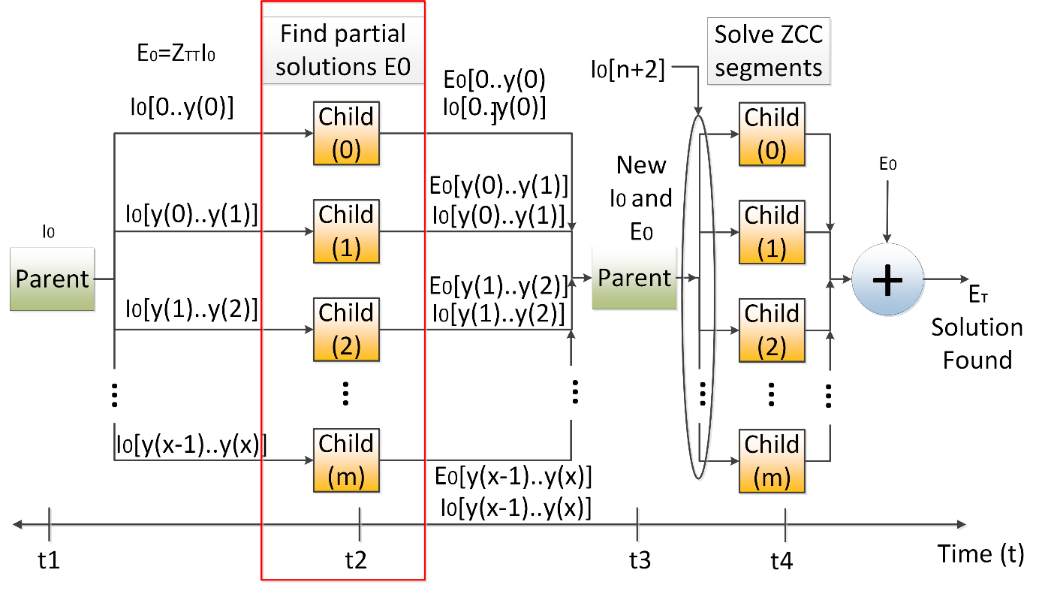 E0=ZTTI0
I0[0..y(0)]
Find partial
solutions E0
E0[0..y(0)
I0[0..y(0)]
I0[n+2]
Solve ZCC
segments
Child
(0)
Child
(0)
New
I0 and
E0
E0
I0
I0[y(0)..y(1)]
Child
(1)
E0[y(0)..y(1)]
I0[y(0)..y(1)]
Child
(1)
Parent
Parent
+
I0[y(1)..y(2)]
Child
(2)
E0[y(1)..y(2)]
I0[y(1)..y(2)]
Child
(2)
ET
Solution
Found
I0[y(x-1)..y(x)]
Child
(m)
E0[y(x-1)..y(x)]
I0[y(x-1)..y(x)]
Child
(m)
t1
t2
t3
t4
Time (t)